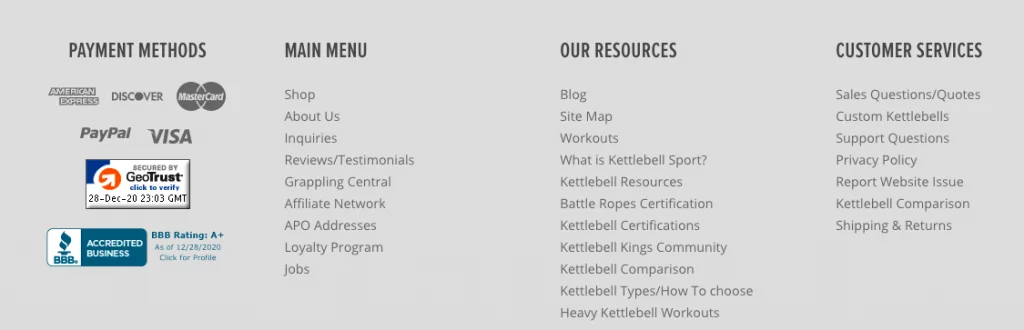 PAYMENT METHODS
AMERICAN
EXPRESS
DISCOVER
MasterCard
PayPal
VISA
SECURED BY
GeoTrust
click to verify
28-Dec-20 23:03 GMT
BBB.
ACCREDITED
BUSINESS
BBB Rating: A+
As of 12/28/2020
Click for Profile
MAIN MENU
Shop
About Us
Inquiries
Reviews/Testimonials
Grappling Central
Affiliate Network
APO Addresses
Loyalty Program
Jobs
OUR RESOURCES
Blog
Site Map
Workouts
What is Kettlebell Sport?
Kettlebell Resources
Battle Ropes Certification
Kettlebell Certifications
Kettlebell Kings Community
Kettlebell Comparison
Kettlebell Types/How To choose
Heavy Kettlebell Workouts
CUSTOMER SERVICES
Sales Questions/Quotes
Custom Kettlebells
Support Questions
Privacy Policy
Report Website Issue
Kettlebell Comparison
Shipping & Returns